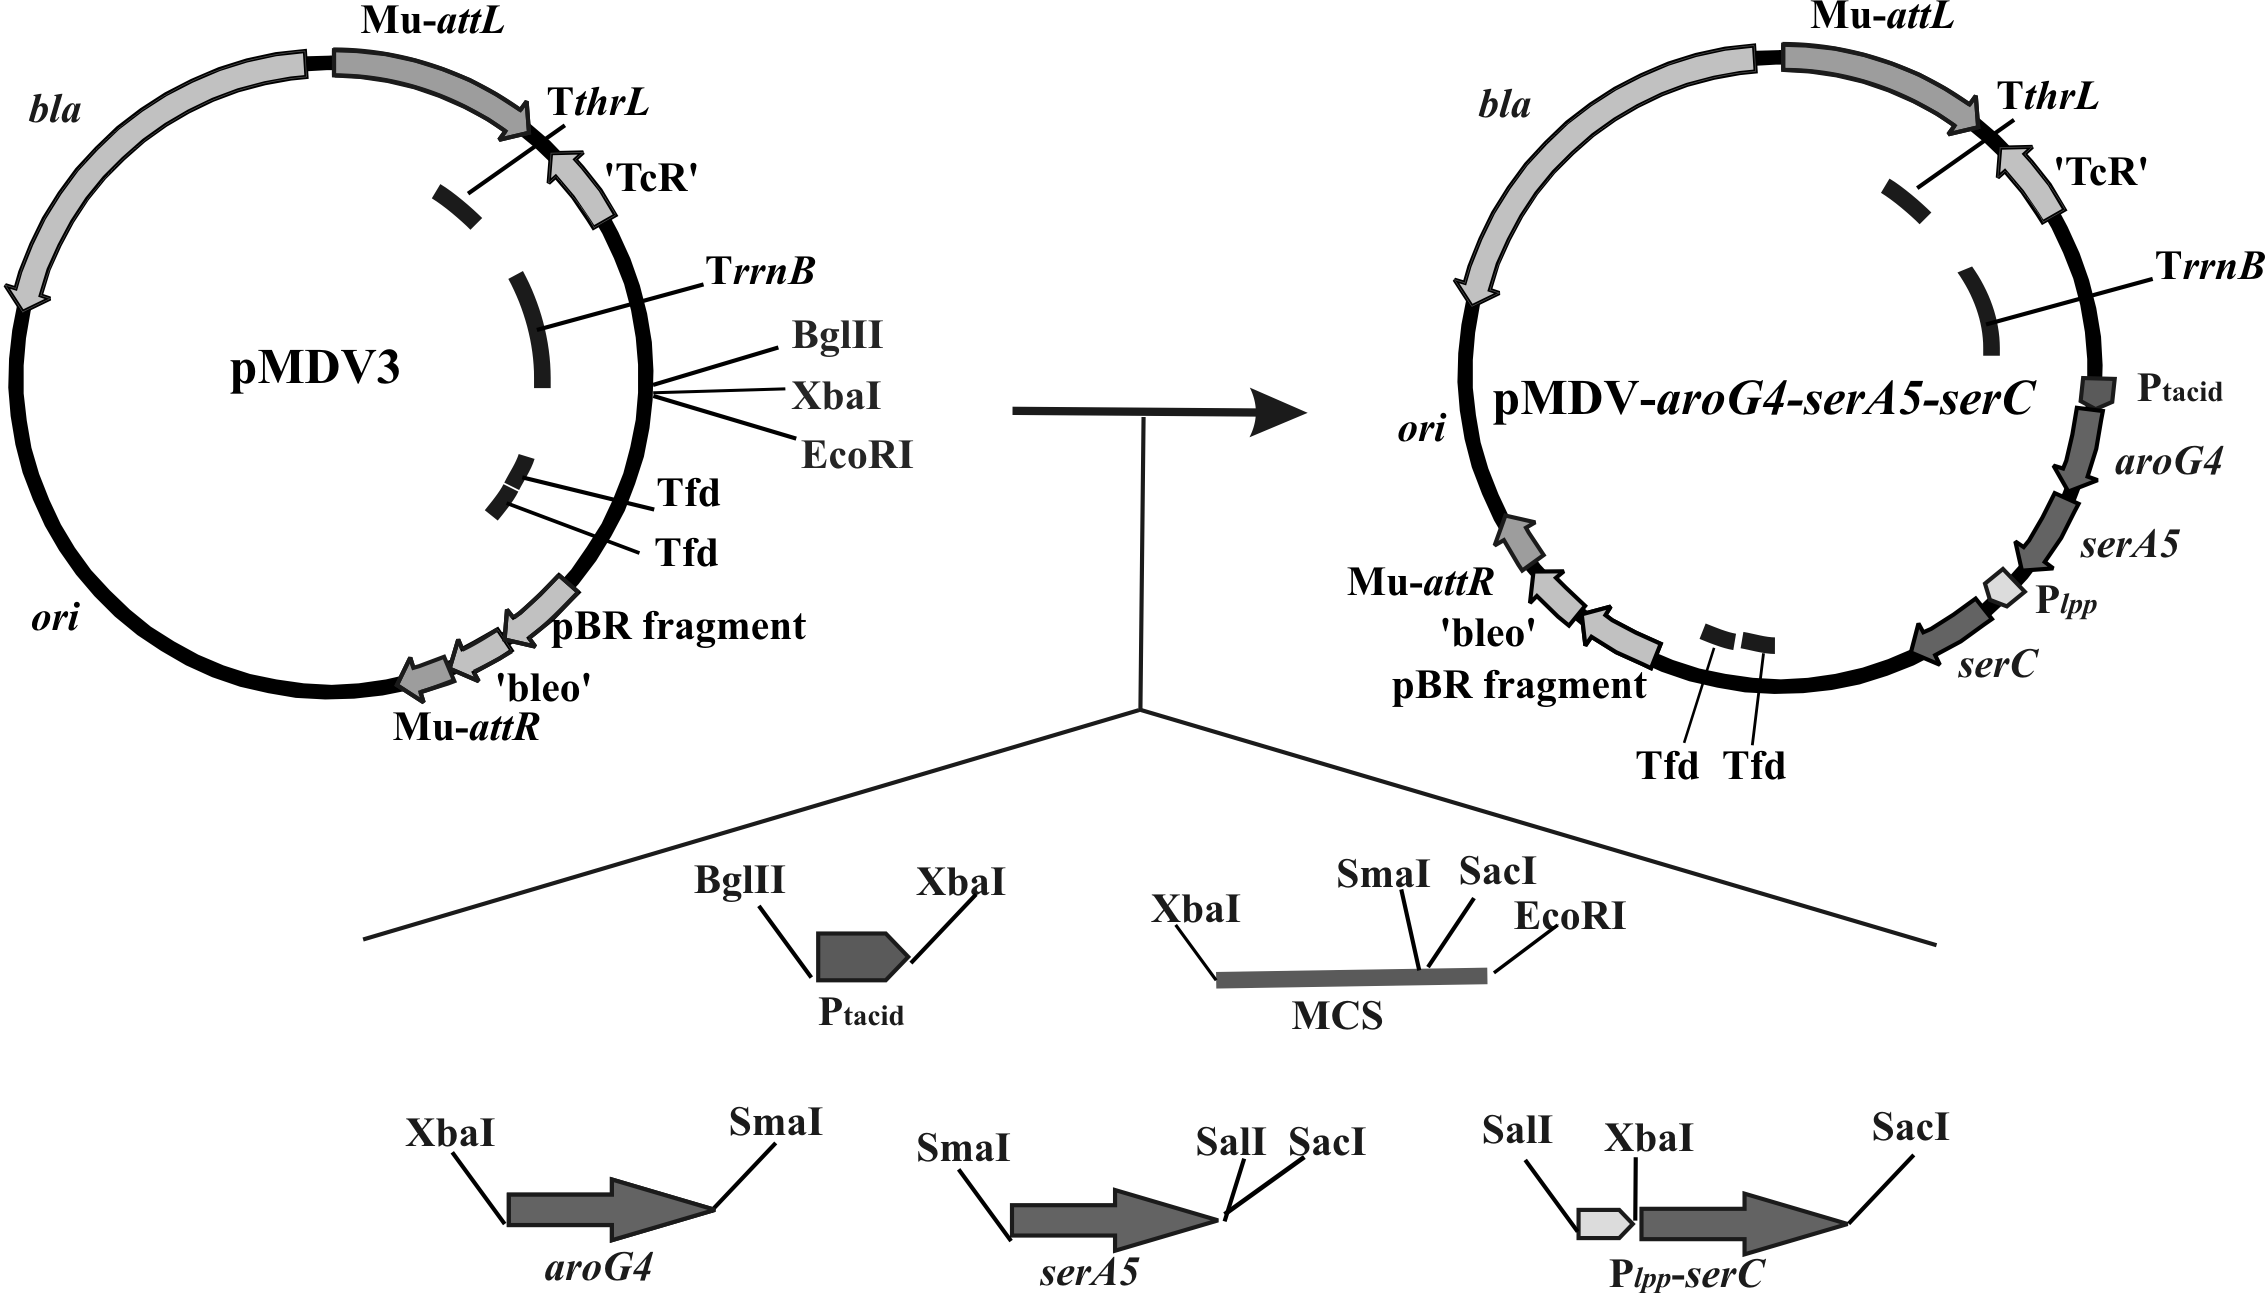 Mu-attL
bla
TthrL
'TcR'
TrrnB
BglII
XbaI
EcoRI
pMDV3
Tfd
Tfd
pBR fragment
'bleo'
Mu-attR
ori
Mu-attL
bla
TthrL
'TcR'
TrrnB
Ptacid
pMDV-aroG4-serA5-serC
ori
aroG4
serA5
Plpp
serC
Mu-attR
'bleo'
pBR fragment
Tfd Tfd
BglII XbaI
Ptacid
XbaI SmaI SacI EcoRI
MCS
XbaI SmaI
aroG4
SmaI SalI SacI
serA5
SalI XbaI SacI
Plpp-serC